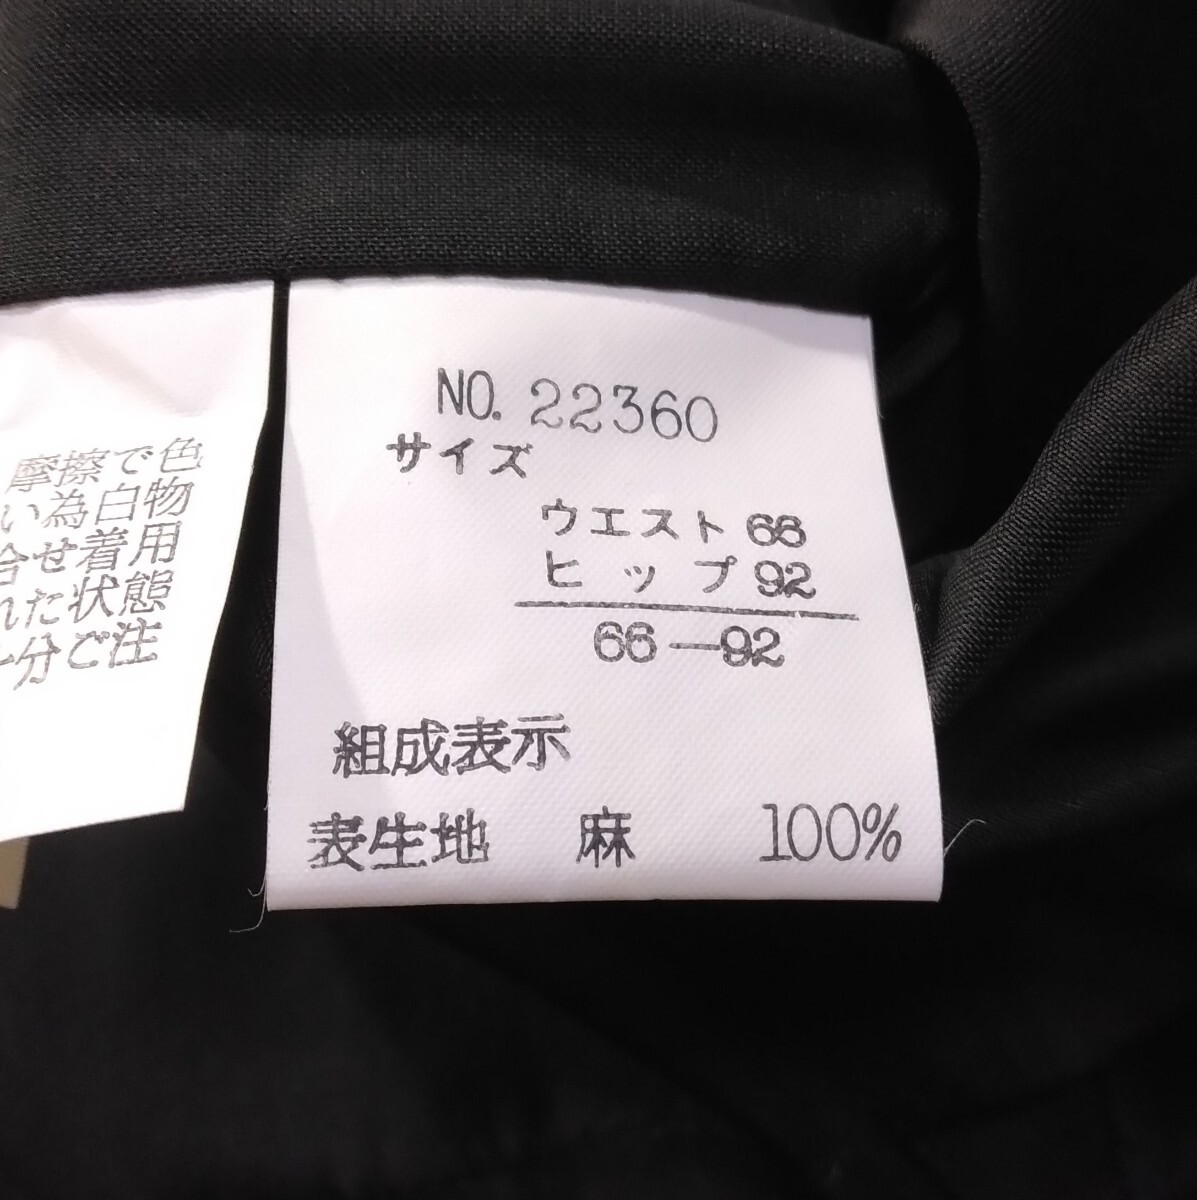 摩擦で色
い為白物
合せ着用
れた状態
十分ご注
NO. 22360
サイズ
ウエスト 66
ヒップ 92
66—92
組成表示
表生地 麻 100%